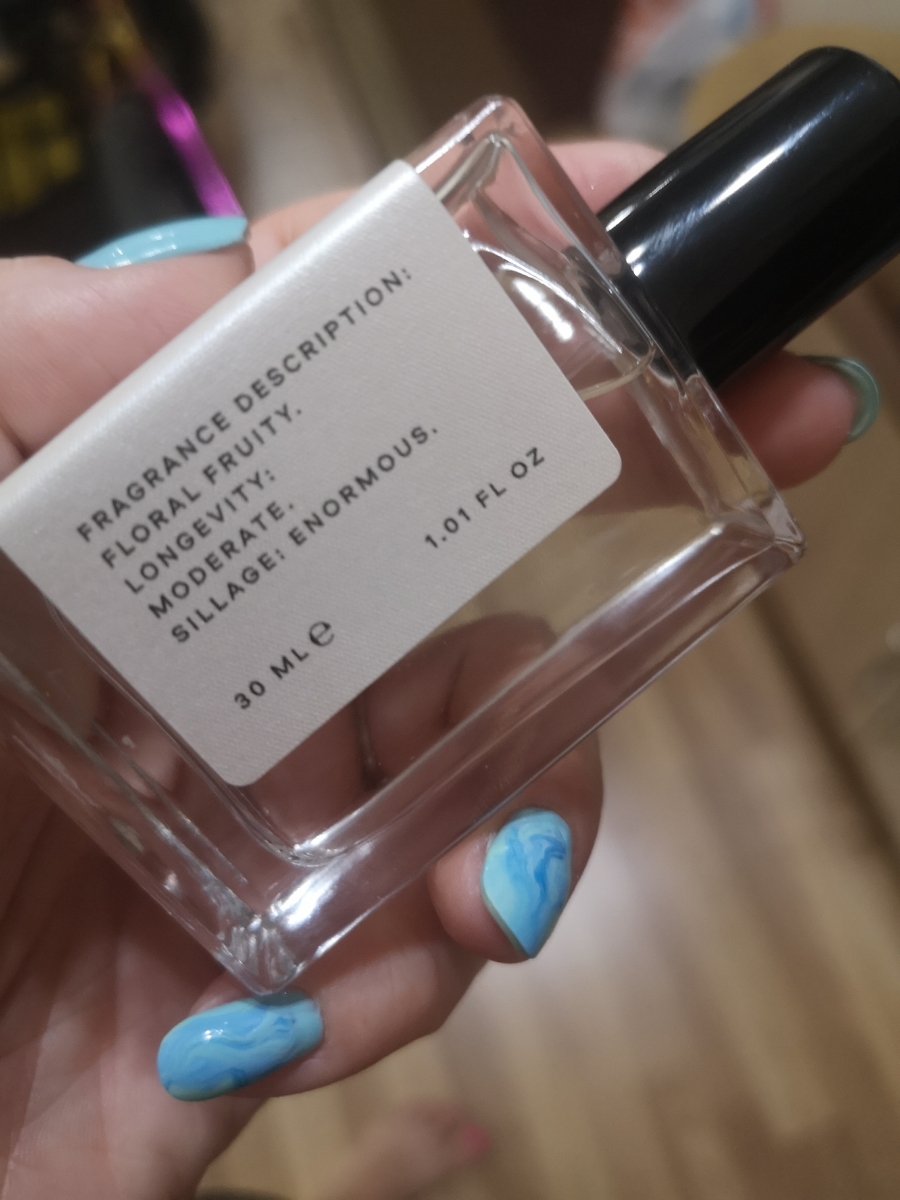 FRAGRANCE DESCRIPTION:
FLORAL FRUITY.
LONGEVITY:
MODERATE.
SILLAGE: ENORMOUS.
30 ML ℮ 1.01 FL OZ